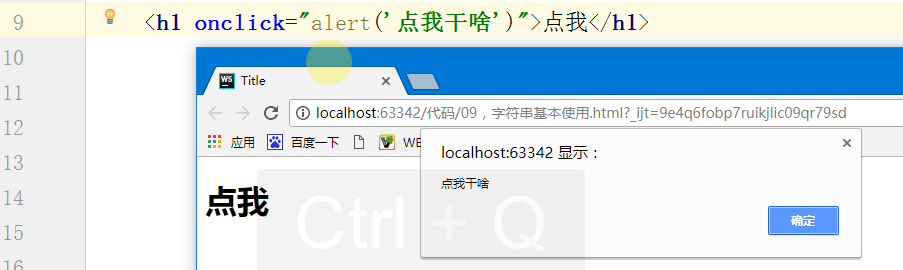 9 <h1 onclick="alert('点我干啥')">点我</h1>
10
11
12
13
14
15
16
WS Title
localhost:63342/代码/09，字符串基本使用.html?_ijt=9e4q6fobp7ruikjlic09qr79sd
应用 百度一下 WE
localhost:63342 显示：
点我干啥
确定
点我
Ctrl + Q